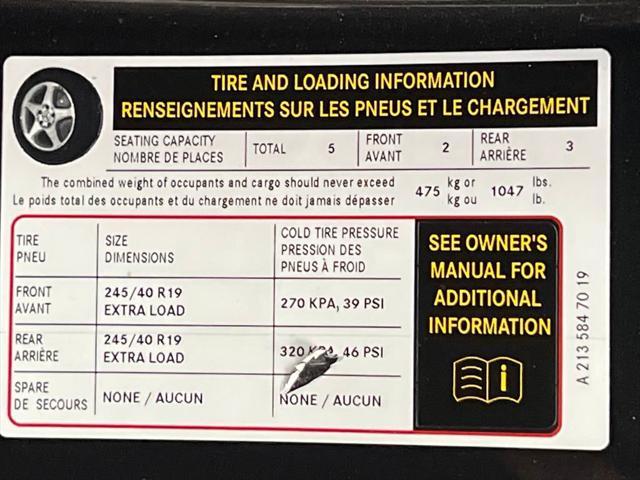 TIRE AND LOADING INFORMATION
RENSEIGNEMENTS SUR LES PNEUS ET LE CHARGEMENT
SEATING CAPACITY
NOMBRE DE PLACES
TOTAL 5
FRONT
AVANT
2
REAR
ARRIÈRE
3
The combined weight of occupants and cargo should never exceed
Le poids total des occupants et du chargement ne doit jamais dépasser
475 kg or
kg ou
1047 lbs.
lb.
TIRE
PNEU
SIZE
DIMENSIONS
COLD TIRE PRESSURE
PRESSION DES
PNEUS À FROID
FRONT
AVANT
245/40 R19
EXTRA LOAD
270 KPA, 39 PSI
REAR
ARRIÈRE
245/40 R19
EXTRA LOAD
320 KPA, 46 PSI
SPARE
DE SECOURS
NONE / AUCUN
NONE / AUCUN
SEE OWNER'S
MANUAL FOR
ADDITIONAL
INFORMATION
i
A 213 584 70 19